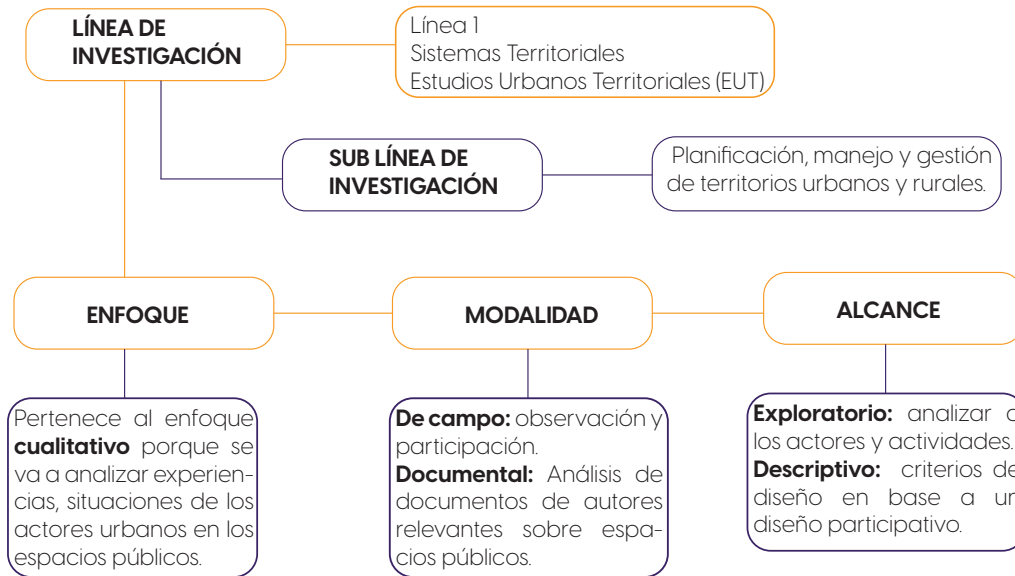 LÍNEA DE
INVESTIGACIÓN
Línea 1
Sistemas Territoriales
Estudios Urbanos Territoriales (EUT)
SUB LÍNEA DE
INVESTIGACIÓN
Planificación, manejo y gestión
de territorios urbanos y rurales.
ENFOQUE
MODALIDAD
ALCANCE
Pertenece al enfoque
cualitativo porque se
va a analizar experien-
cias, situaciones de los
actores urbanos en los
espacios públicos.
De campo: observación y
participación.
Documental: Análisis de
documentos de autores
relevantes sobre espa-
cios públicos.
Exploratorio: analizar a
los actores y actividades.
Descriptivo: criterios de
diseño en base a un
diseño participativo.